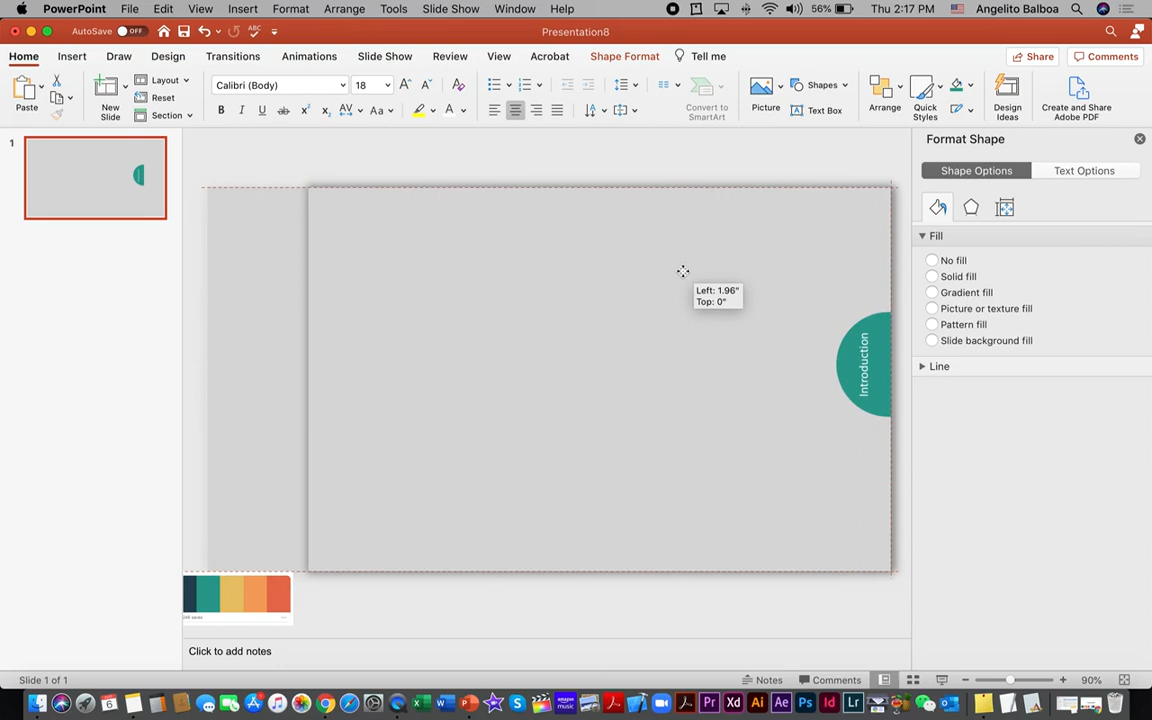 PowerPoint File Edit View Insert Format Arrange Tools Slide Show Window Help 56% Thu 2:17 PM Angelito Balboa
AutoSave OFF Presentation8
Home Insert Draw Design Transitions Animations Slide Show Review View Acrobat Shape Format Tell me Share Comments
Paste New Slide Layout Reset Section Calibri (Body) 18 Convert to SmartArt Picture Shapes Text Box Arrange Quick Styles Design Ideas Create and Share Adobe PDF
1
Format Shape
Shape Options Text Options
Fill
No fill
Solid fill
Gradient fill
Picture or texture fill
Pattern fill
Slide background fill
Line
Left: 1.96"
Top: 0"
Introduction
Click to add notes
Slide 1 of 1 Notes Comments 90%